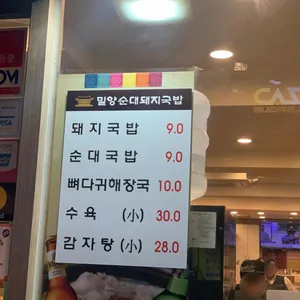 밀양순대돼지국밥
돼지국밥 9.0
순대국밥 9.0
뼈다귀해장국 10.0
수육 (小) 30.0
감자탕 (小) 28.0
VISA